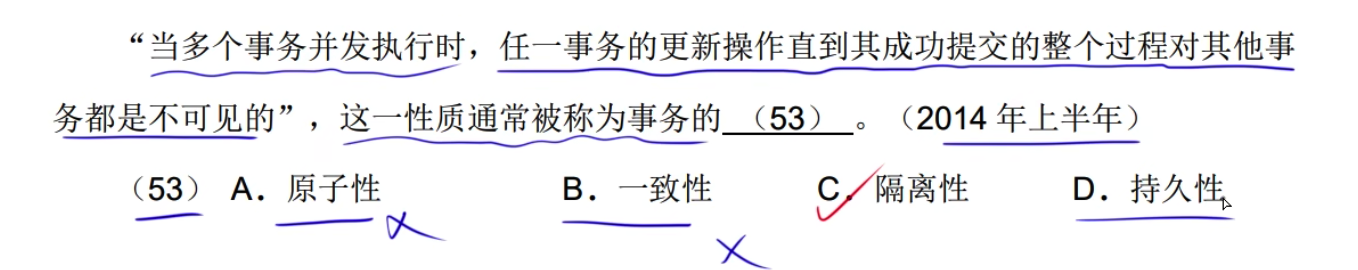 “当多个事务并发执行时，任一事务的更新操作直到其成功提交的整个过程对其他事
务都是不可见的”，这一性质通常被称为事务的（53）。（2014 年上半年）
（53） A．原子性 B．一致性 C．隔离性 D．持久性